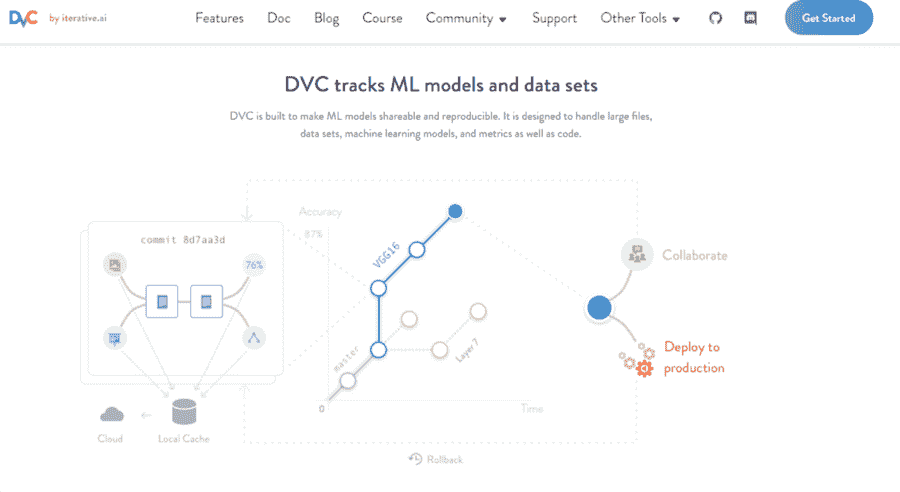 DVC by iterative.ai
Features Doc Blog Course Community Support Other Tools Get Started
DVC tracks ML models and data sets
DVC is built to make ML models shareable and reproducible. It is designed to handle large files,
data sets, machine learning models, and metrics as well as code.
commit 8d7aa3d
76%
Cloud
Local Cache
Accuracy
87%
VGG16
master
Layer 7
0
Time
Rollback
Collaborate
Deploy to
production